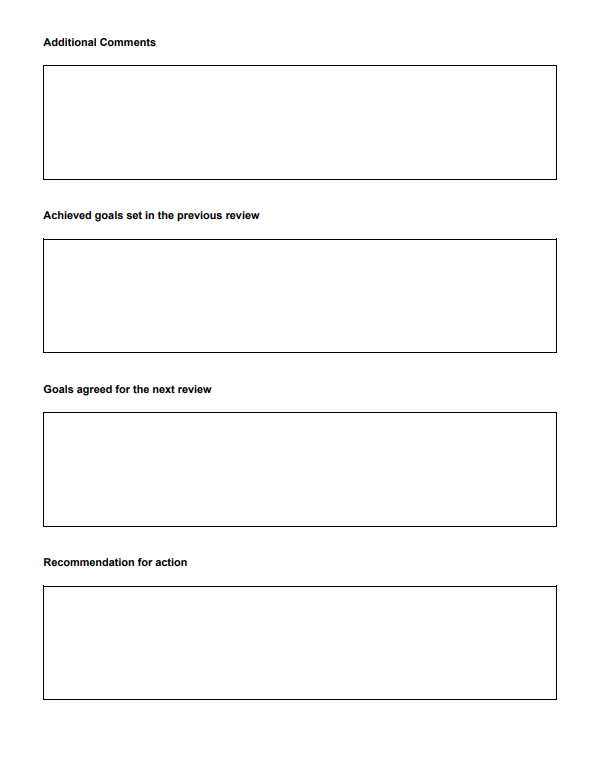 Additional Comments
Achieved goals set in the previous review
Goals agreed for the next review
Recommendation for action